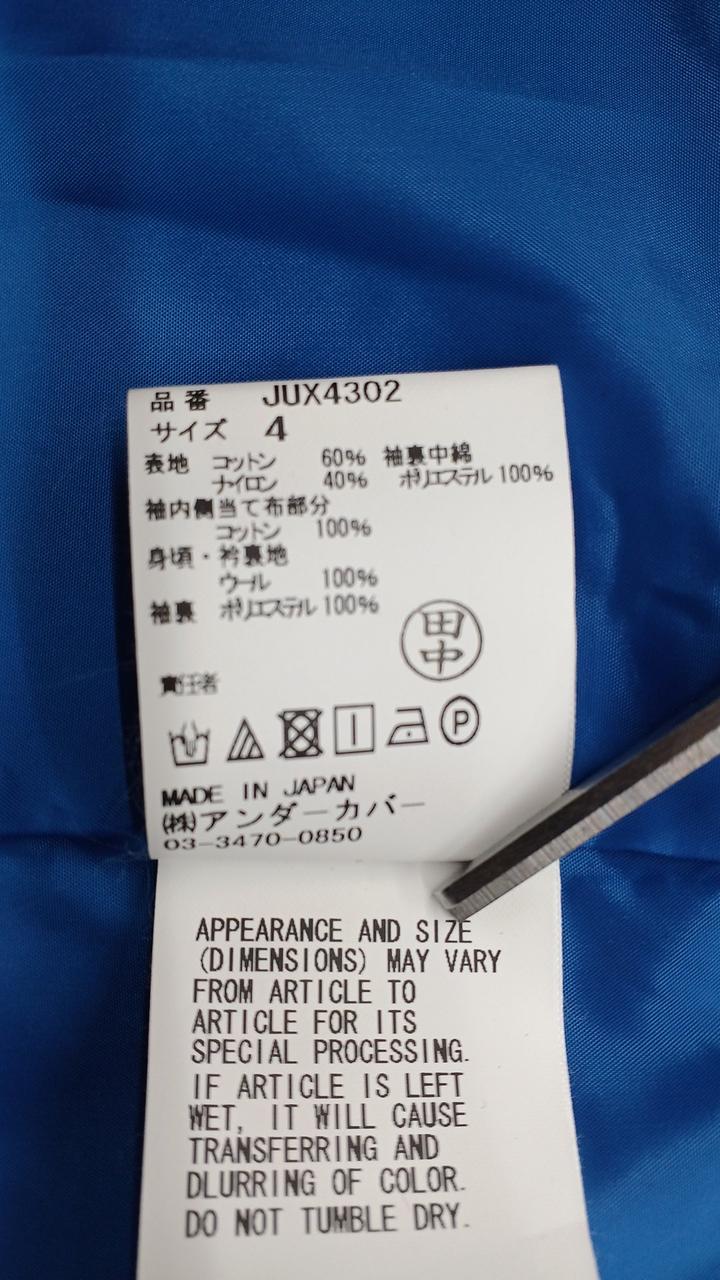 品番 JUX4302
サイズ 4
表地 コットン 60% 袖裏中綿
ナイロン 40% ポリエステル 100%
袖内側当て布部分
コットン 100%
身頃・衿裏地
ウール 100%
袖裏 ポリエステル 100%
田中
責任者
P
MADE IN JAPAN
(株)アンダーカバー
03-3470-0850
APPEARANCE AND SIZE
(DIMENSIONS) MAY VARY
FROM ARTICLE TO
ARTICLE FOR ITS
SPECIAL PROCESSING.
IF ARTICLE IS LEFT
WET, IT WILL CAUSE
TRANSFERRING AND
DLURRING OF COLOR.
DO NOT TUMBLE DRY.